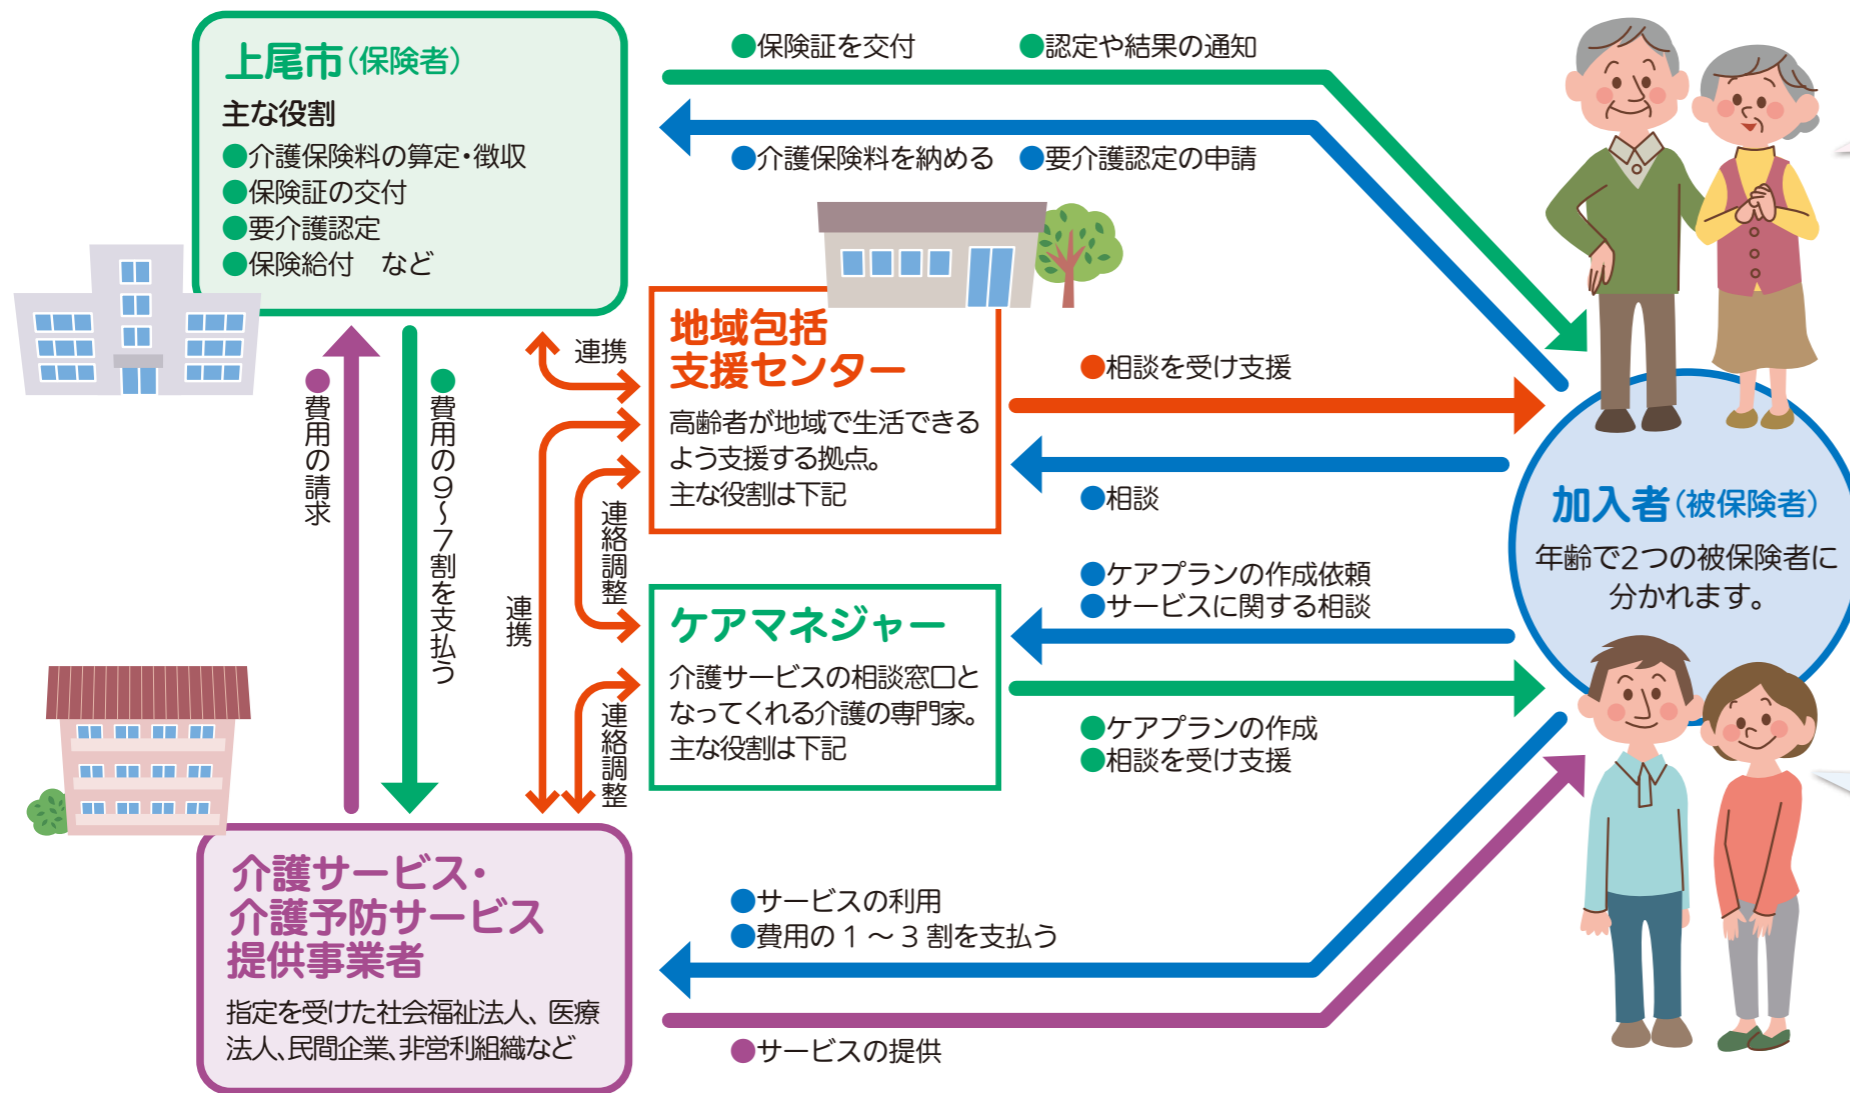 上尾市（保険者）
主な役割
●介護保険料の算定・徴収
●保険証の交付
●要介護認定
●保険給付　など
●保険証を交付
●認定や結果の通知
●介護保険料を納める
●要介護認定の申請
●費用の請求
●費用の9～7割を支払う
連携
連携
連絡調整
連絡調整
地域包括
支援センター
高齢者が地域で生活できる
よう支援する拠点。
主な役割は下記
●相談を受け支援
●相談
ケアマネジャー
介護サービスの相談窓口と
なってくれる介護の専門家。
主な役割は下記
●ケアプランの作成依頼
●サービスに関する相談
●ケアプランの作成
●相談を受け支援
加入者（被保険者）
年齢で2つの被保険者に
分かれます。
介護サービス・
介護予防サービス
提供事業者
指定を受けた社会福祉法人、医療
法人、民間企業、非営利組織など
●サービスの利用
●費用の1～3割を支払う
●サービスの提供